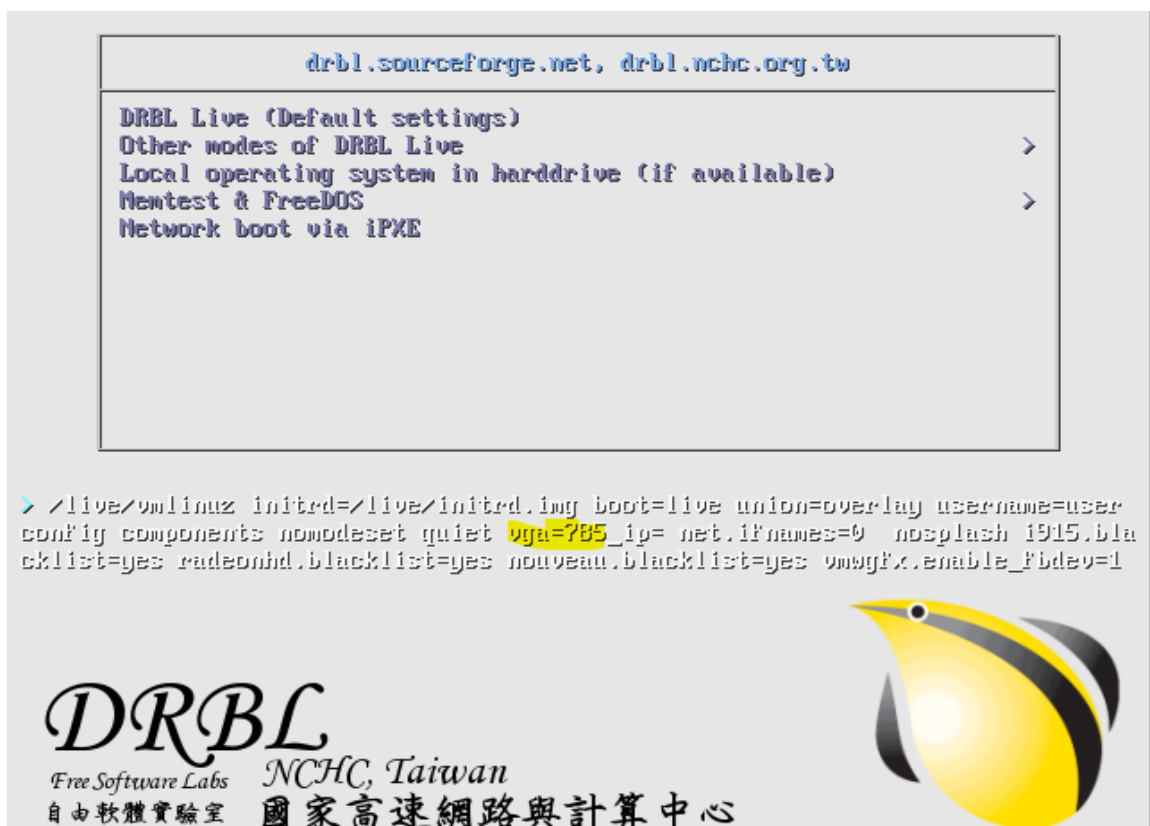 drbl.sourceforge.net, drbl.nchc.org.tw
DRBL Live (Default settings)
Other modes of DRBL Live >
Local operating system in harddrive (if available)
Memtest & FreeDOS >
Network boot via iPXE
> /live/vmlinuz initrd=/live/initrd.img boot=live union=overlay username=user
config components nomodeset quiet vga=785_ip= net.ifnames=0  nosplash i915.bla
cklist=yes radeonhd.blacklist=yes nouveau.blacklist=yes vmwgfx.enable_fbdev=1
DRBL
Free Software Labs NCHC, Taiwan
自由軟體實驗室 國家高速網路與計算中心